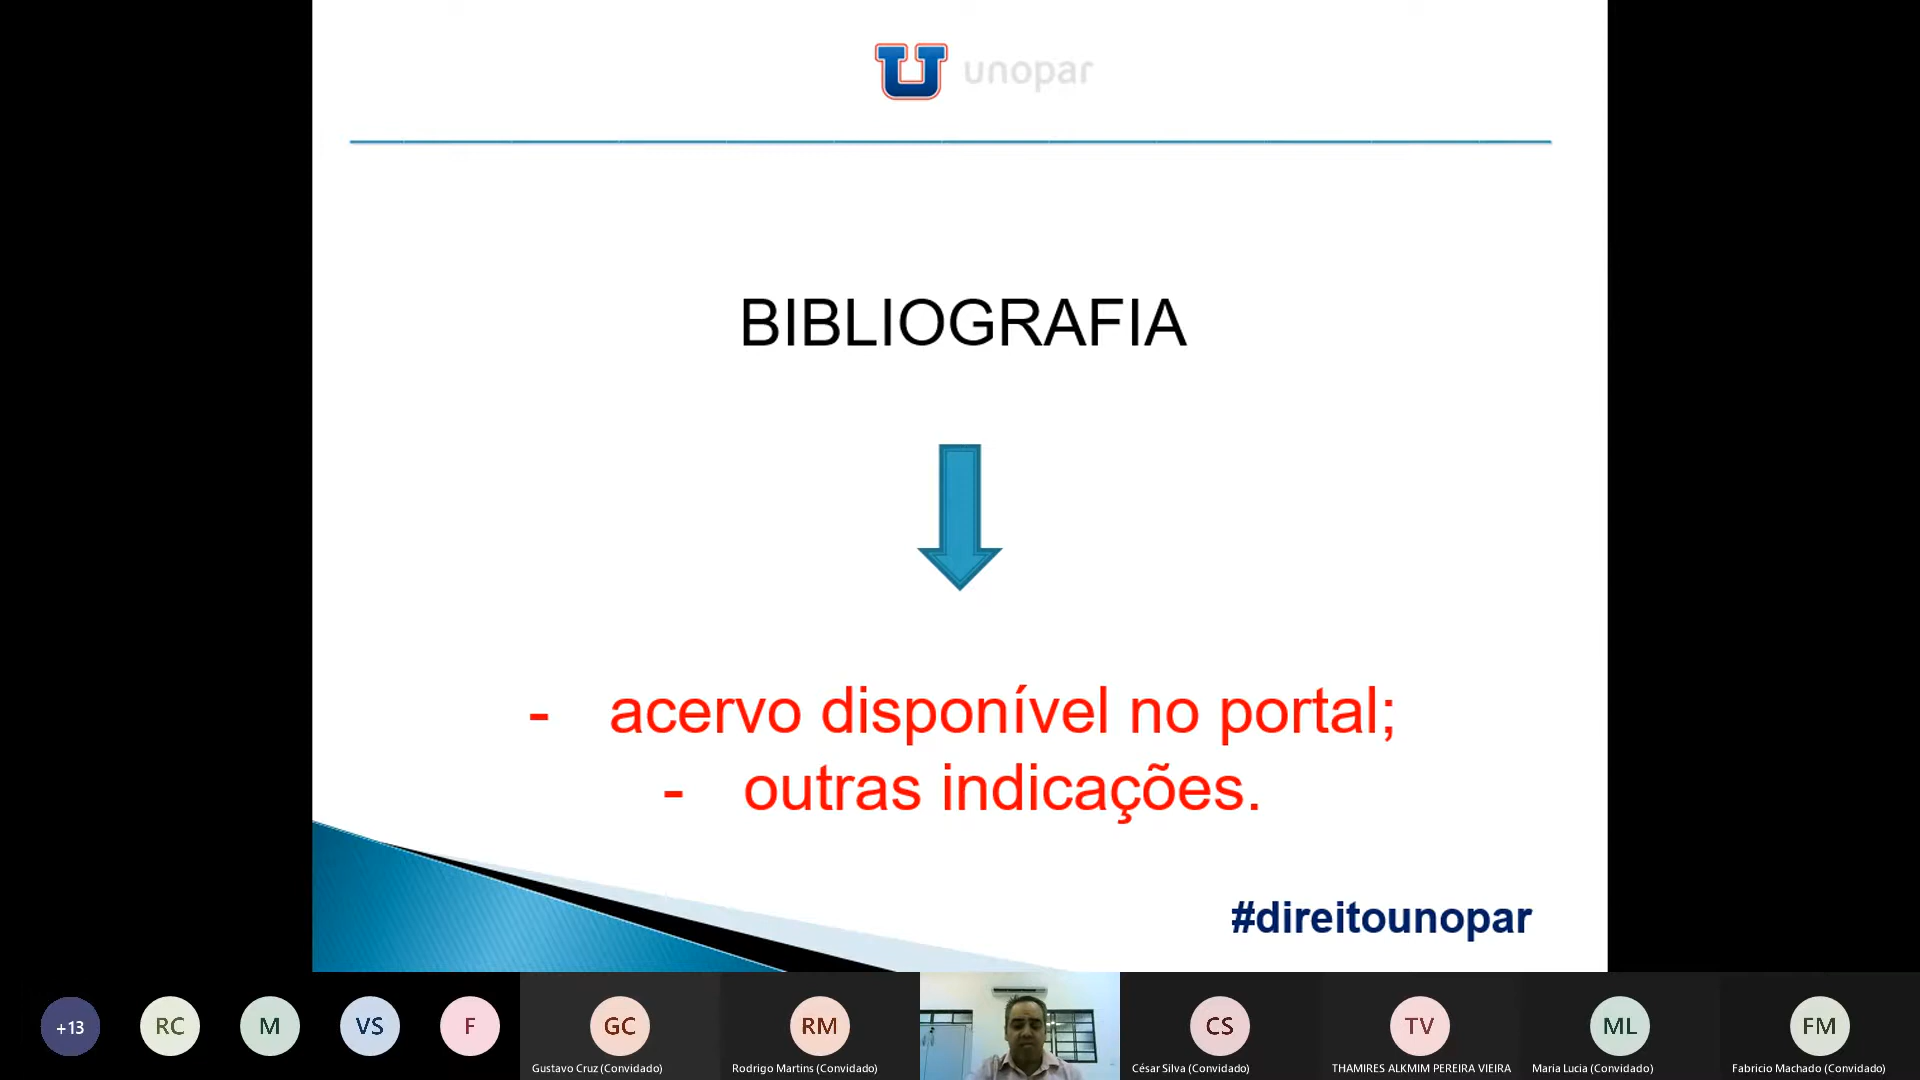 unopar
BIBLIOGRAFIA
- acervo disponível no portal;
- outras indicações.
#direitounopar
+13
RC
M
VS
F
GC
RM
CS
TV
ML
FM
Gustavo Cruz (Convidado)
Rodrigo Martins (Convidado)
César Silva (Convidado)
THAMIRES ALKMIM PEREIRA VIEIRA
Maria Lucia (Convidado)
Fabricio Machado (Convidado)